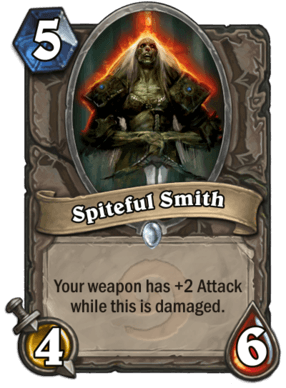 5
Spiteful Smith
Your weapon has +2 Attack
while this is damaged.
4 6